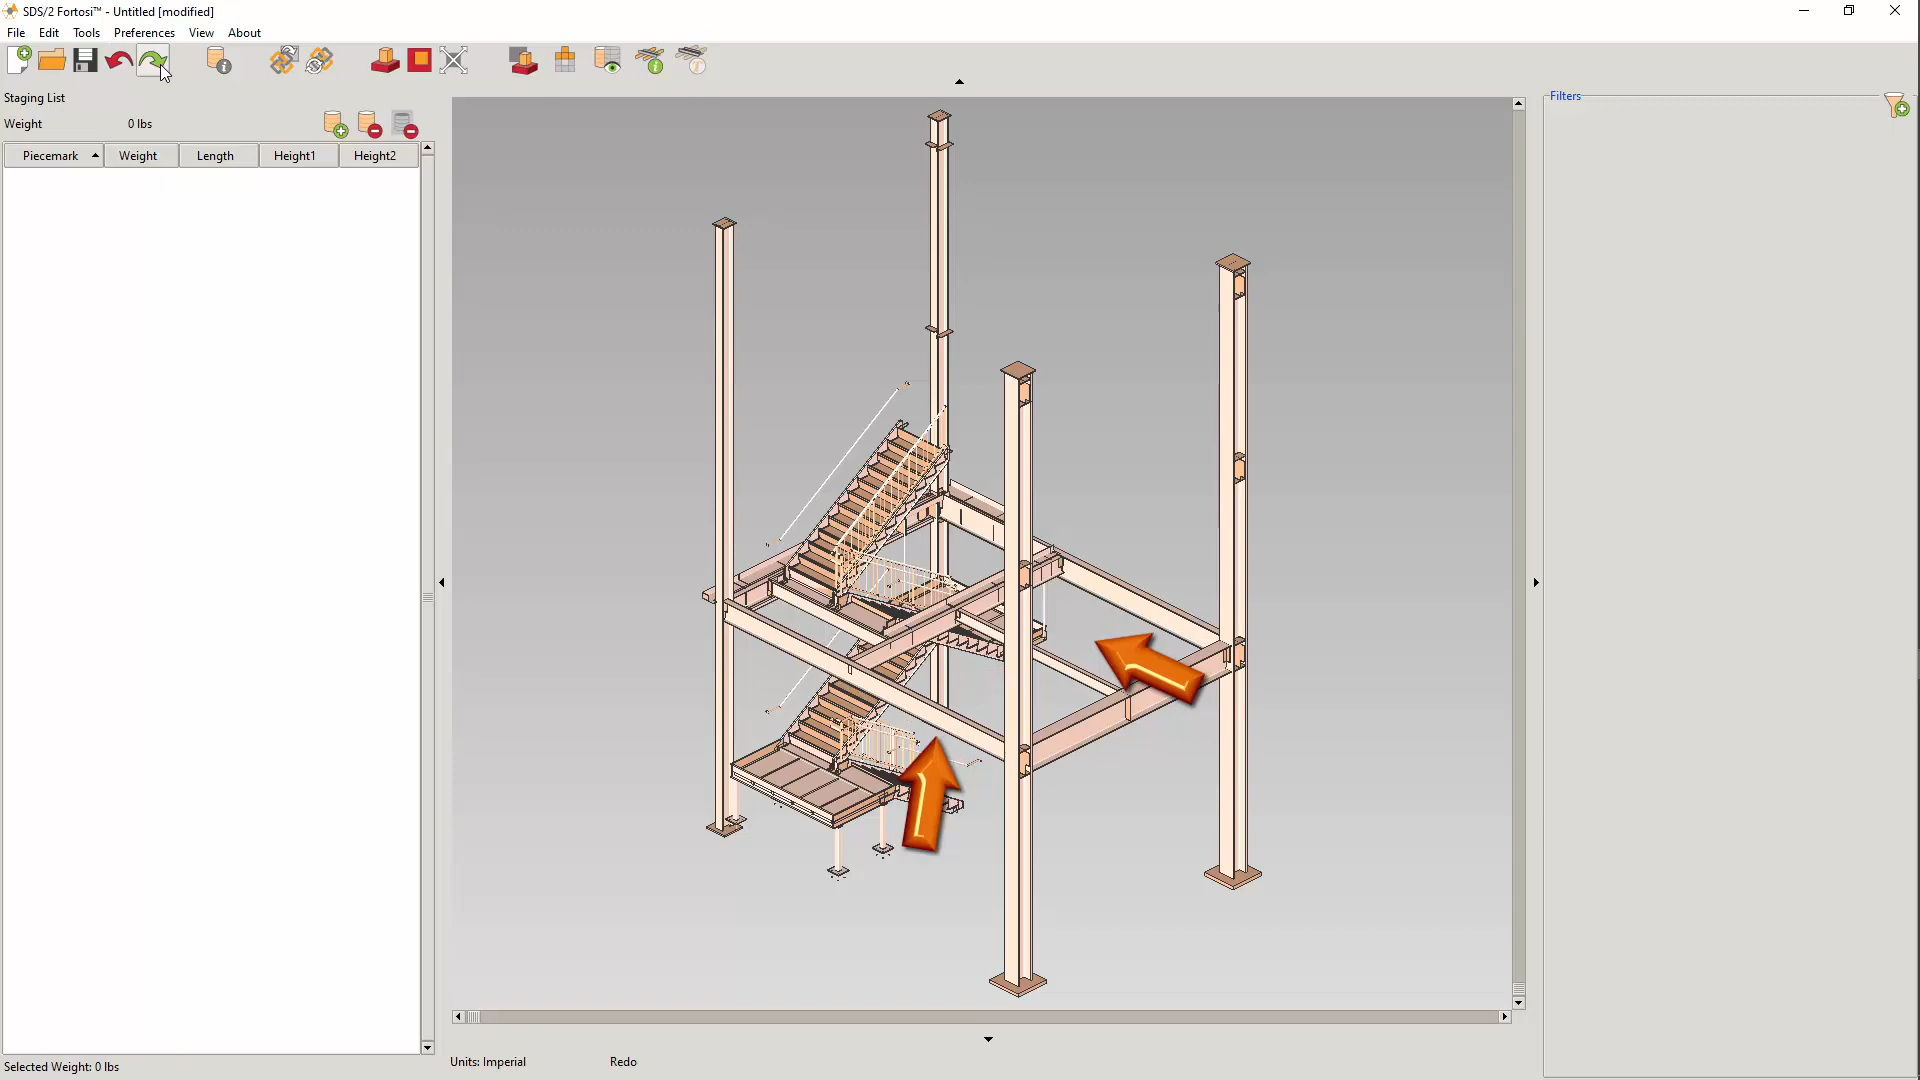 SDS/2 Fortosi™ - Untitled [modified]
File Edit Tools Preferences View About
Staging List
Weight 0 lbs
Piecemark Weight Length Height1 Height2
Filters
Selected Weight: 0 lbs
Units: Imperial Redo